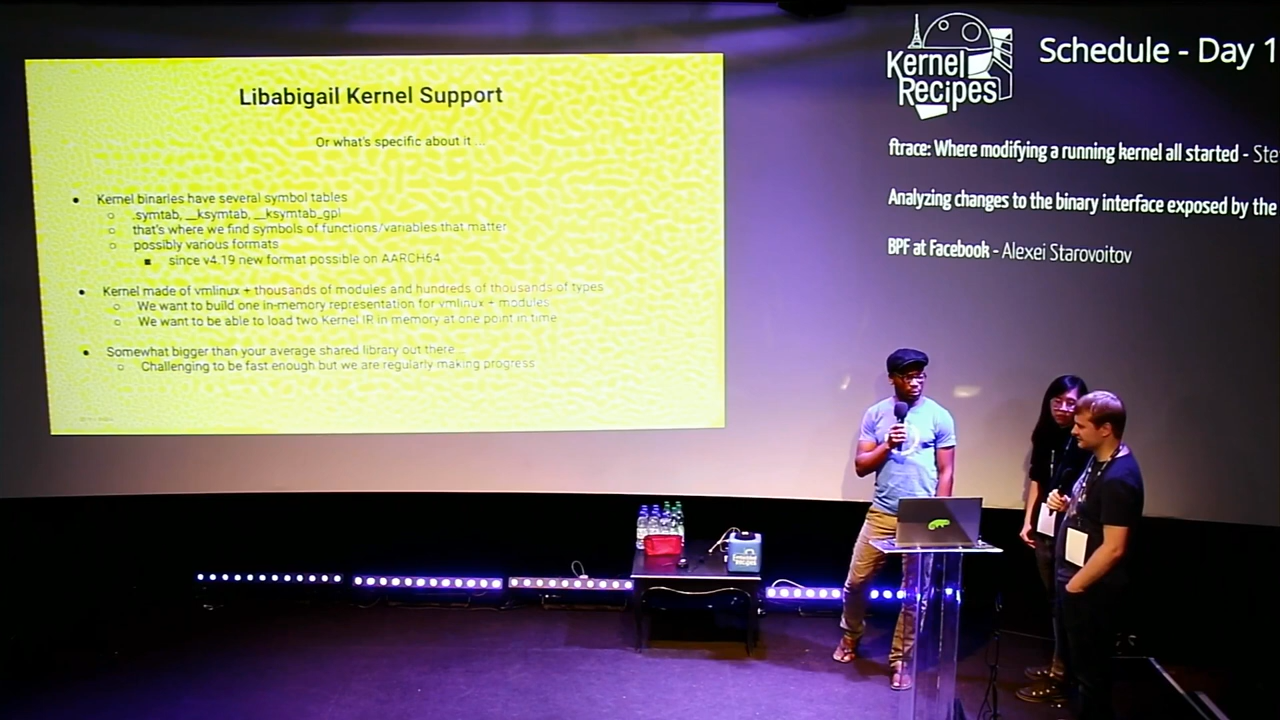 Libabigail Kernel Support
Or what's specific about it ...
Kernel binaries have several symbol tables
.symtab, __ksymtab, __ksymtab_gpl
that's where we find symbols of functions/variables that matter
possibly various formats
since v4.19 new format possible on AARCH64
Kernel made of vmlinux + thousands of modules and hundreds of thousands of types
We want to build one in-memory representation for vmlinux + modules
We want to be able to load two Kernel IR in memory at one point in time
Somewhat bigger than your average shared library out there ...
Challenging to be fast enough but we are regularly making progress
Kernel
Recipes
Schedule - Day 1
ftrace: Where modifying a running kernel all started - Ste
Analyzing changes to the binary interface exposed by the
BPF at Facebook - Alexei Starovoitov